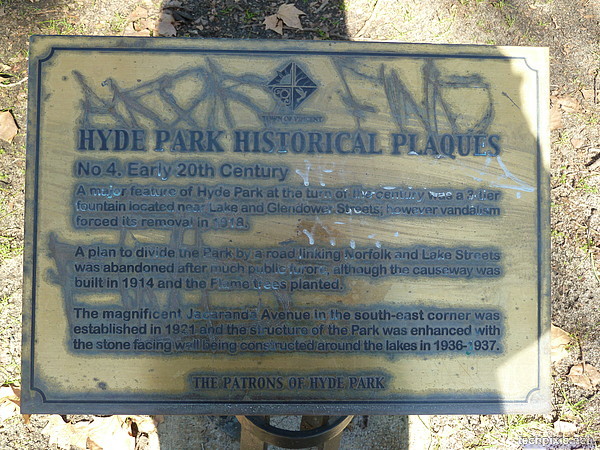 TOWN OF VINCENT
HYDE PARK HISTORICAL PLAQUES
No 4. Early 20th Century
A major feature of Hyde Park at the turn of the century was a
fountain located near Lake and Glendower Streets; however vandalism
forced its removal in 1918.
A plan to divide the Park by a road linking Norfolk and Lake Streets
was abandoned after much public furore, although the causeway was
built in 1914 and the Flame trees planted.
The magnificent Jacaranda Avenue in the south-east corner was
established in 1921 and the structure of the Park was enhanced with
the stone facing wall being constructed around the lakes in 1936-1937.
THE PATRONS OF HYDE PARK